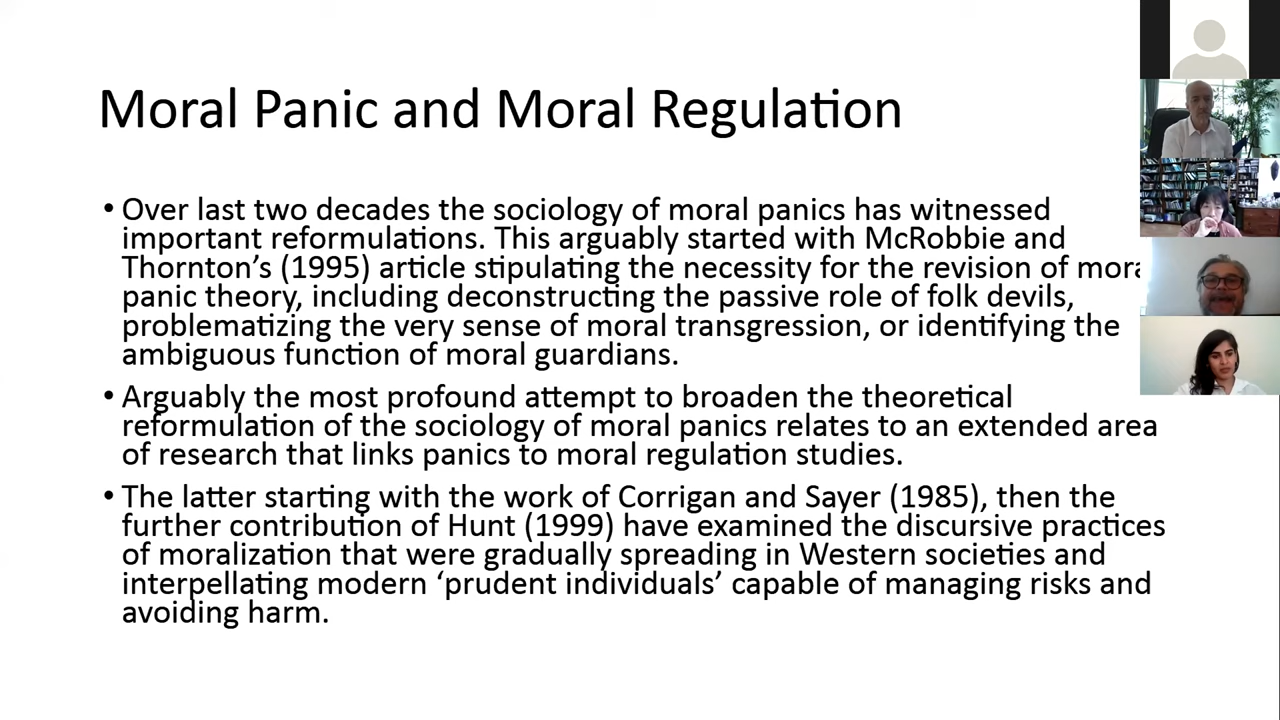 Moral Panic and Moral Regulation
• Over last two decades the sociology of moral panics has witnessed
important reformulations. This arguably started with McRobbie and
Thornton’s (1995) article stipulating the necessity for the revision of mora
panic theory, including deconstructing the passive role of folk devils,
problematizing the very sense of moral transgression, or identifying the
ambiguous function of moral guardians.
• Arguably the most profound attempt to broaden the theoretical
reformulation of the sociology of moral panics relates to an extended area
of research that links panics to moral regulation studies.
• The latter starting with the work of Corrigan and Sayer (1985), then the
further contribution of Hunt (1999) have examined the discursive practices
of moralization that were gradually spreading in Western societies and
interpellating modern ‘prudent individuals’ capable of managing risks and
avoiding harm.